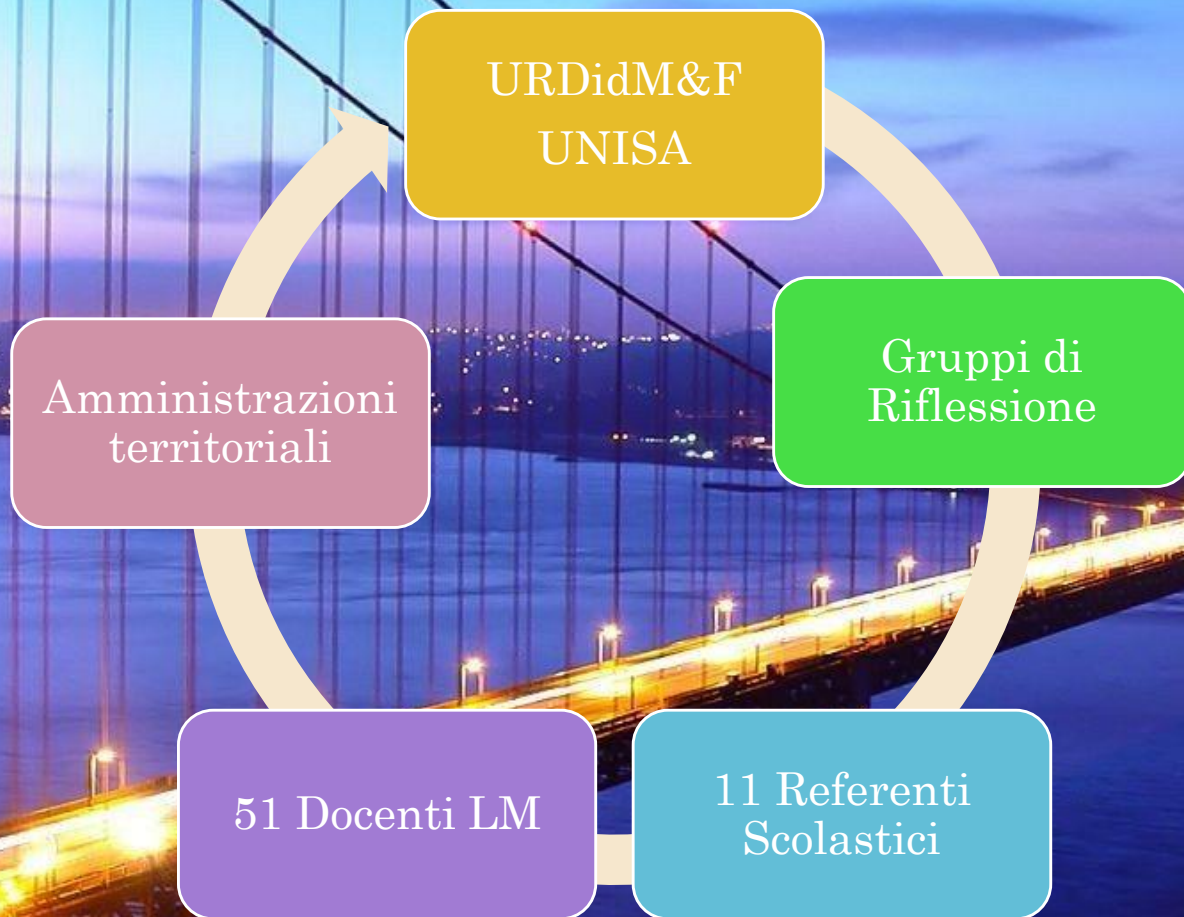 URDidM&F
UNISA
Gruppi di
Riflessione
11 Referenti
Scolastici
51 Docenti LM
Amministrazioni
territoriali